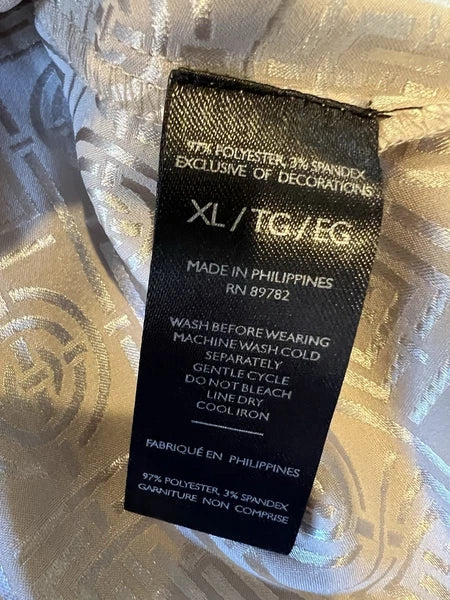 97% POLYESTER, 3% SPANDEX
EXCLUSIVE OF DECORATIONS
XL/TG/EG
MADE IN PHILIPPINES
RN 89782
WASH BEFORE WEARING
MACHINE WASH COLD
SEPARATELY
GENTLE CYCLE
DO NOT BLEACH
LINE DRY
COOL IRON
FABRIQUÉ EN PHILIPPINES
97% POLYESTER, 3% SPANDEX
GARNITURE NON COMPRISE